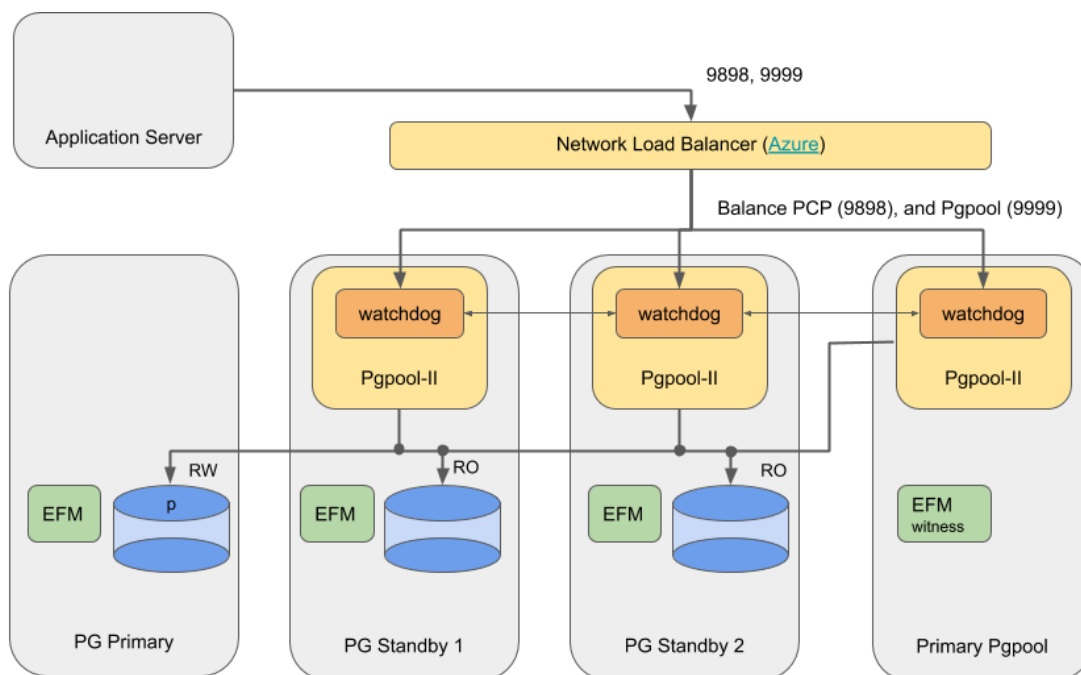 9898, 9999
Application Server
Network Load Balancer (Azure)
Balance PCP (9898), and Pgpool (9999)
watchdog
watchdog
watchdog
Pgpool-II
Pgpool-II
Pgpool-II
RW
RO
RO
EFM
p
EFM
EFM
EFM
witness
PG Primary
PG Standby 1
PG Standby 2
Primary Pgpool